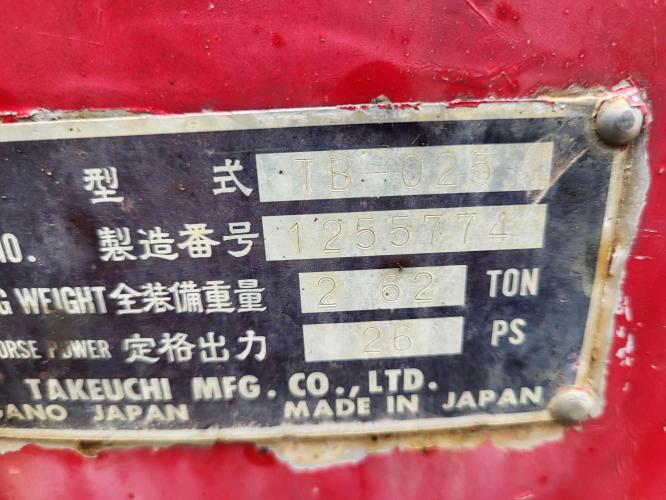 型 式 TB-025
NO. 製造番号 1255774
G WEIGHT 全装備重量 2 62 TON
ORSE POWER 定格出力 26 PS
TAKEUCHI MFG. CO., LTD.
GANO JAPAN MADE IN JAPAN